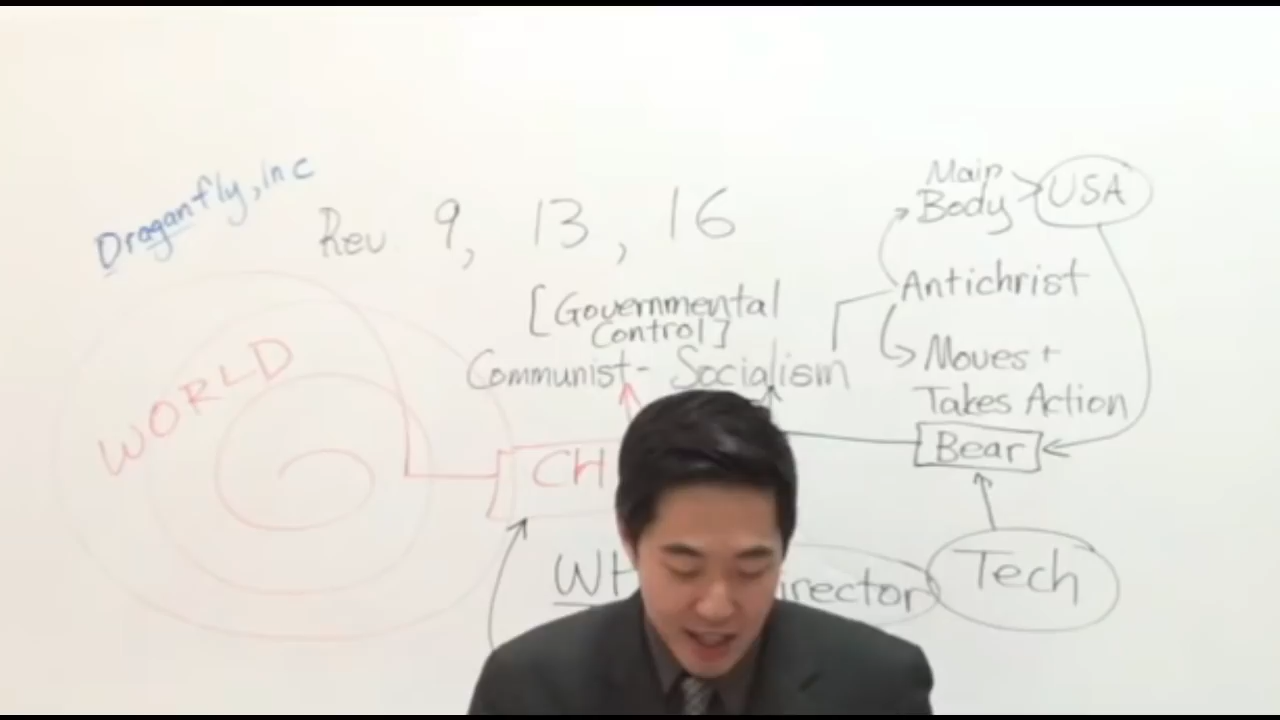 Draganfly, Inc
Rev 9, 13, 16
[Governmental
Control]
Communist - Socialism
WORLD
CH
WH
irector
Main
Body > USA
Antichrist
Moves +
Takes Action
Bear
Tech